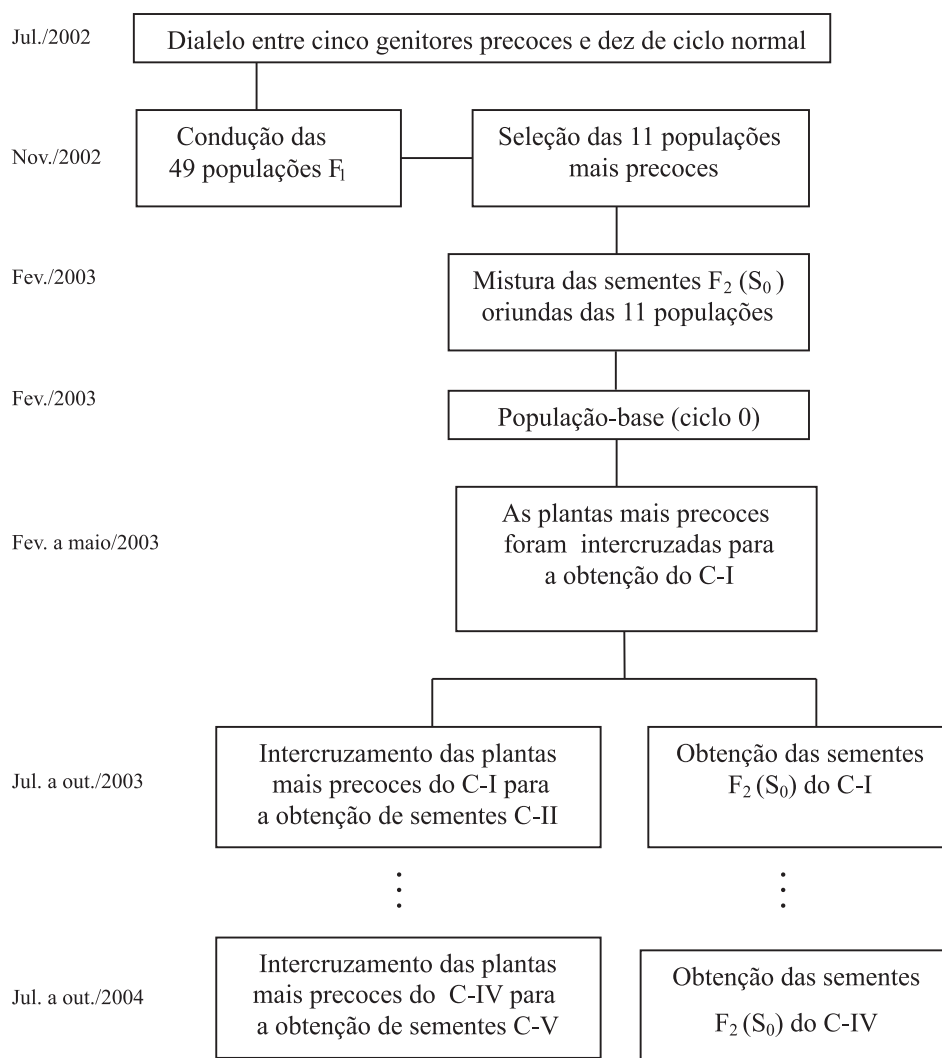 Jul./2002
Dialelo entre cinco genitores precoces e dez de ciclo normal
Nov./2002
Condução das
49 populações F₁
Seleção das 11 populações
mais precoces
Fev./2003
Mistura das sementes F₂ (S₀)
oriundas das 11 populações
Fev./2003
População-base (ciclo 0)
Fev. a maio/2003
As plantas mais precoces
foram intercruzadas para
a obtenção do C-I
Jul. a out./2003
Intercruzamento das plantas
mais precoces do C-I para
a obtenção de sementes C-II
Obtenção das sementes
F₂ (S₀) do C-I
Jul. a out./2004
Intercruzamento das plantas
mais precoces do C-IV para
a obtenção de sementes C-V
Obtenção das sementes
F₂ (S₀) do C-IV